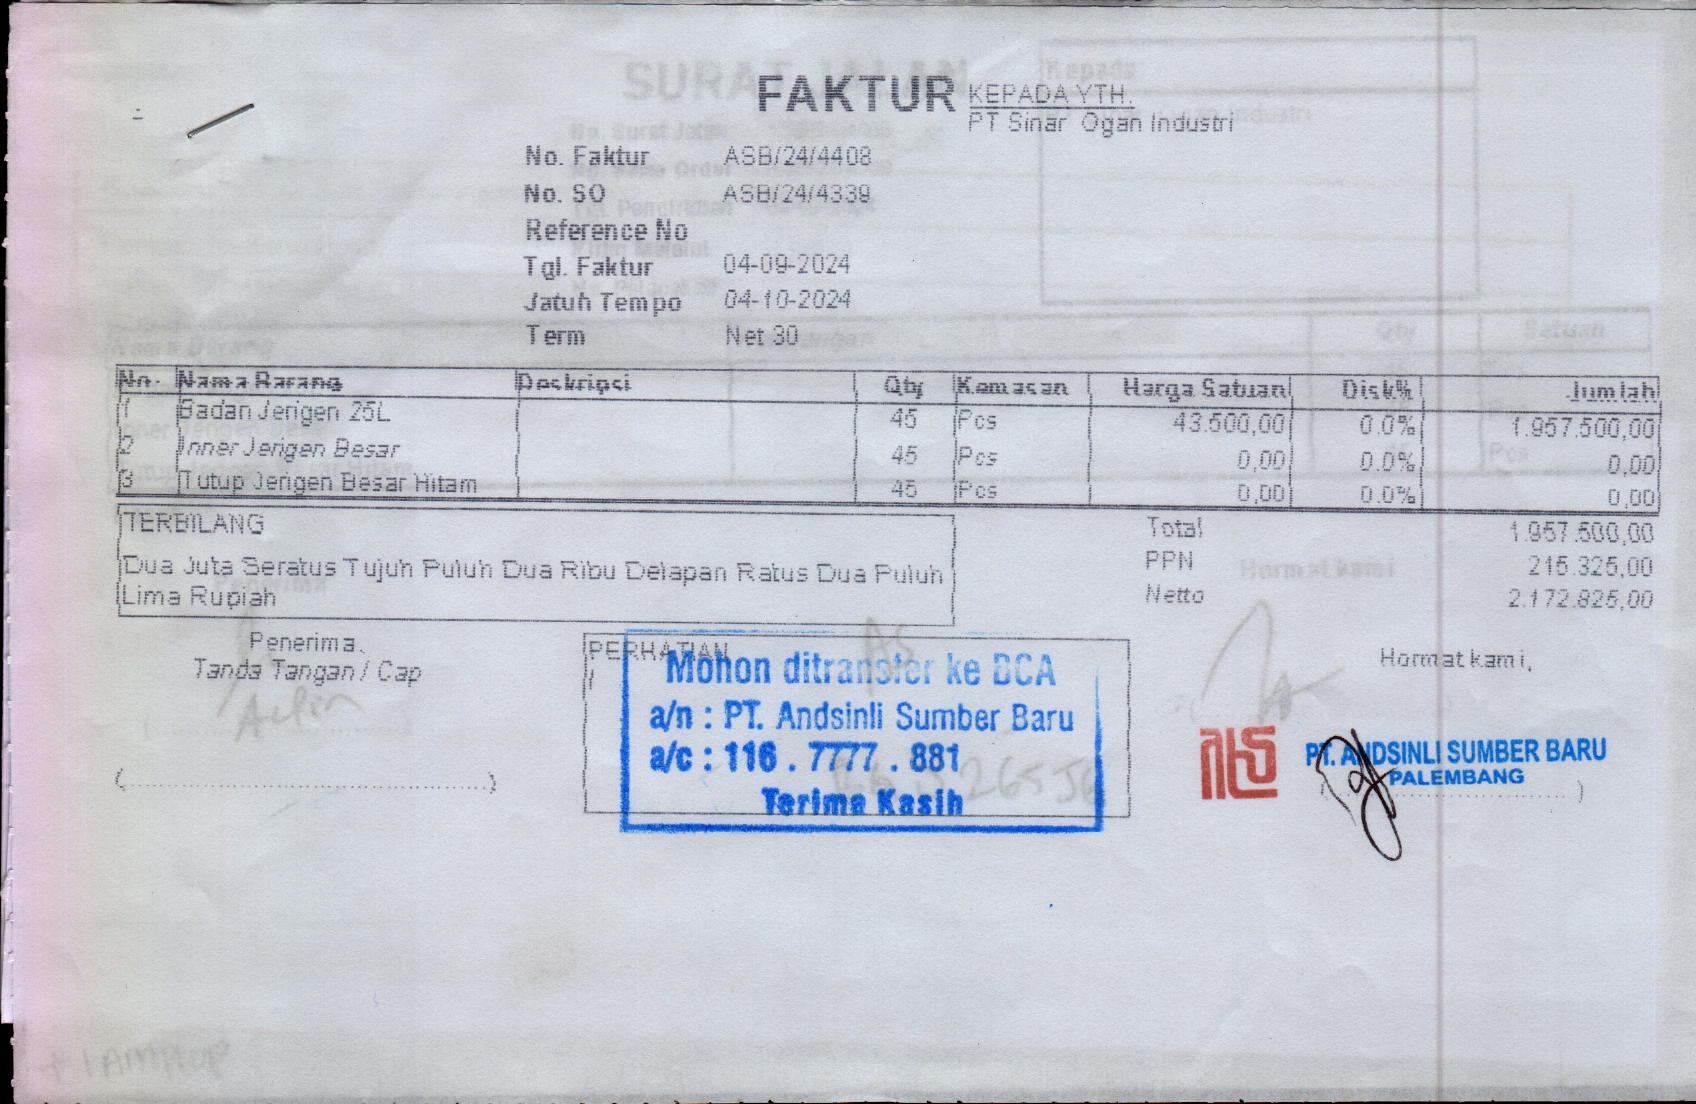 FAKTUR
KEPADA YTH.
PT Sinar Ogan Industri
No. Faktur ASB/24/4408
No. SO ASB/24/4339
Reference No
Tgl. Faktur 04-09-2024
Jatuh Tempo 04-10-2024
Term Net 30
No. Nama Barang Deskripsi Qty Kemasan Harga Satuan Disk% Jumlah
1 Badan Jerigen 25L 45 Pcs 43.500,00 0.0% 1.957.500,00
2 Inner Jerigen Besar 45 Pcs 0,00 0.0% 0,00
3 Tutup Jerigen Besar Hitam 45 Pcs 0,00 0.0% 0,00
TERBILANG
Dua Juta Seratus Tujuh Puluh Dua Ribu Delapan Ratus Dua Puluh
Lima Rupiah
Total 1.957.500,00
PPN 215.325,00
Netto 2.172.825,00
Penerima,
Tanda Tangan / Cap
(................................................)
PERHATIAN
Mohon ditransfer ke BCA
a/n : PT. Andsinli Sumber Baru
a/c : 116 . 7777 . 881
Terima Kasih
Hormat kami,
PT. ANDSINLI SUMBER BARU
PALEMBANG
SURAT JALAN
Kepada
Qty
Satuan
Hormat kami